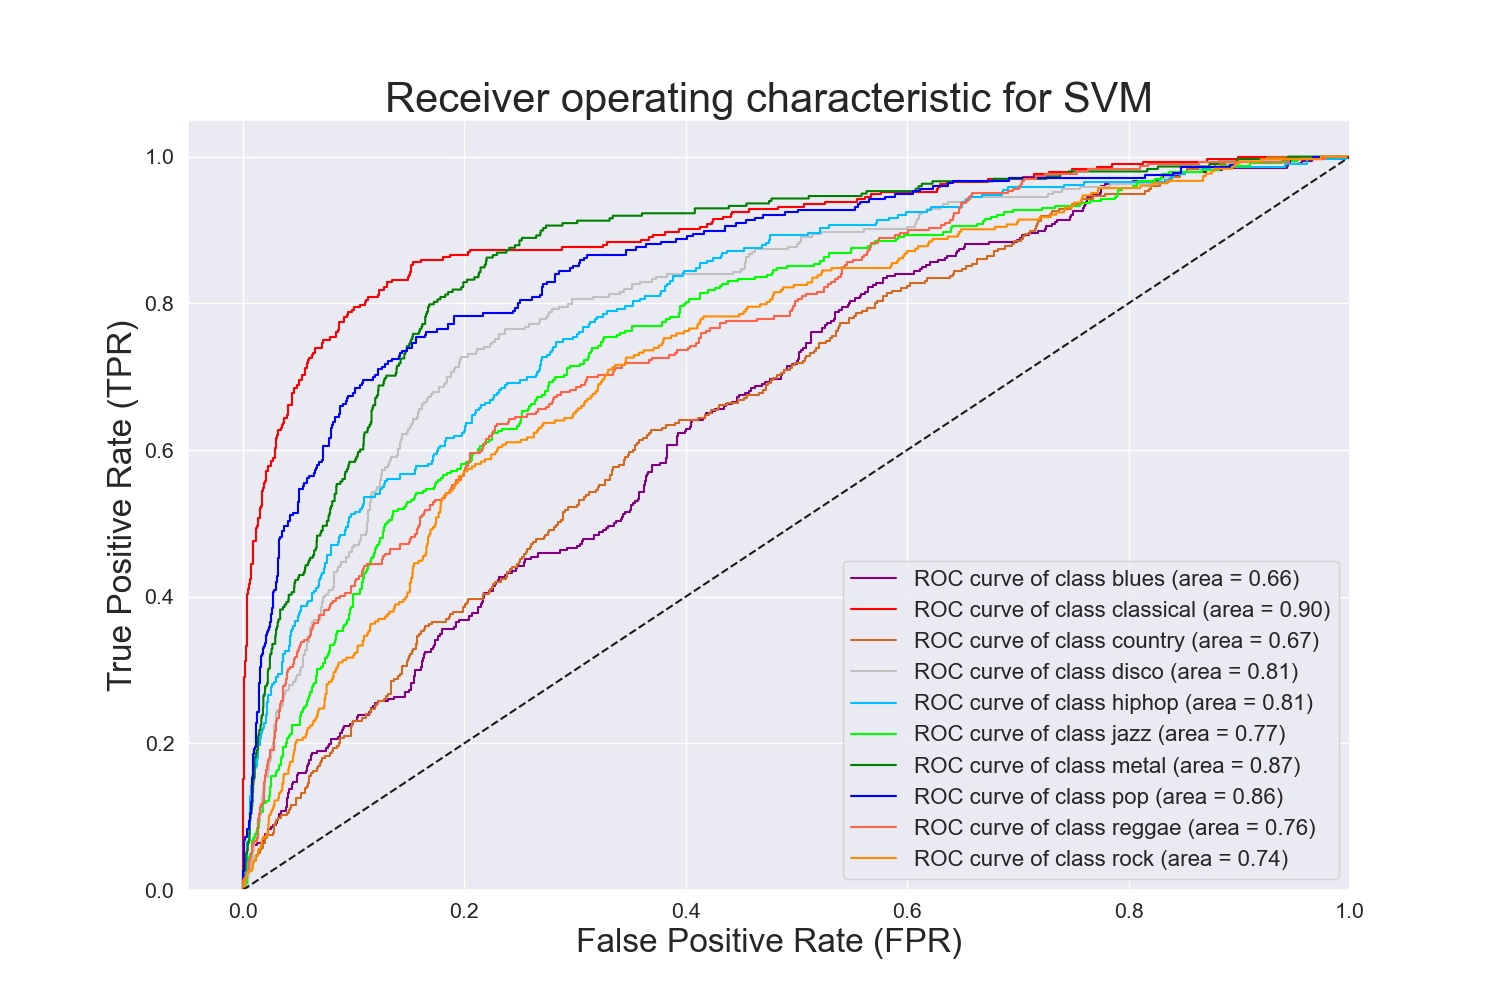 Receiver operating characteristic for SVM
True Positive Rate (TPR)
1.0
0.8
0.6
0.4
0.2
0.0
ROC curve of class blues (area = 0.66)
ROC curve of class classical (area = 0.90)
ROC curve of class country (area = 0.67)
ROC curve of class disco (area = 0.81)
ROC curve of class hiphop (area = 0.81)
ROC curve of class jazz (area = 0.77)
ROC curve of class metal (area = 0.87)
ROC curve of class pop (area = 0.86)
ROC curve of class reggae (area = 0.76)
ROC curve of class rock (area = 0.74)
0.0 0.2 0.4 0.6 0.8 1.0
False Positive Rate (FPR)